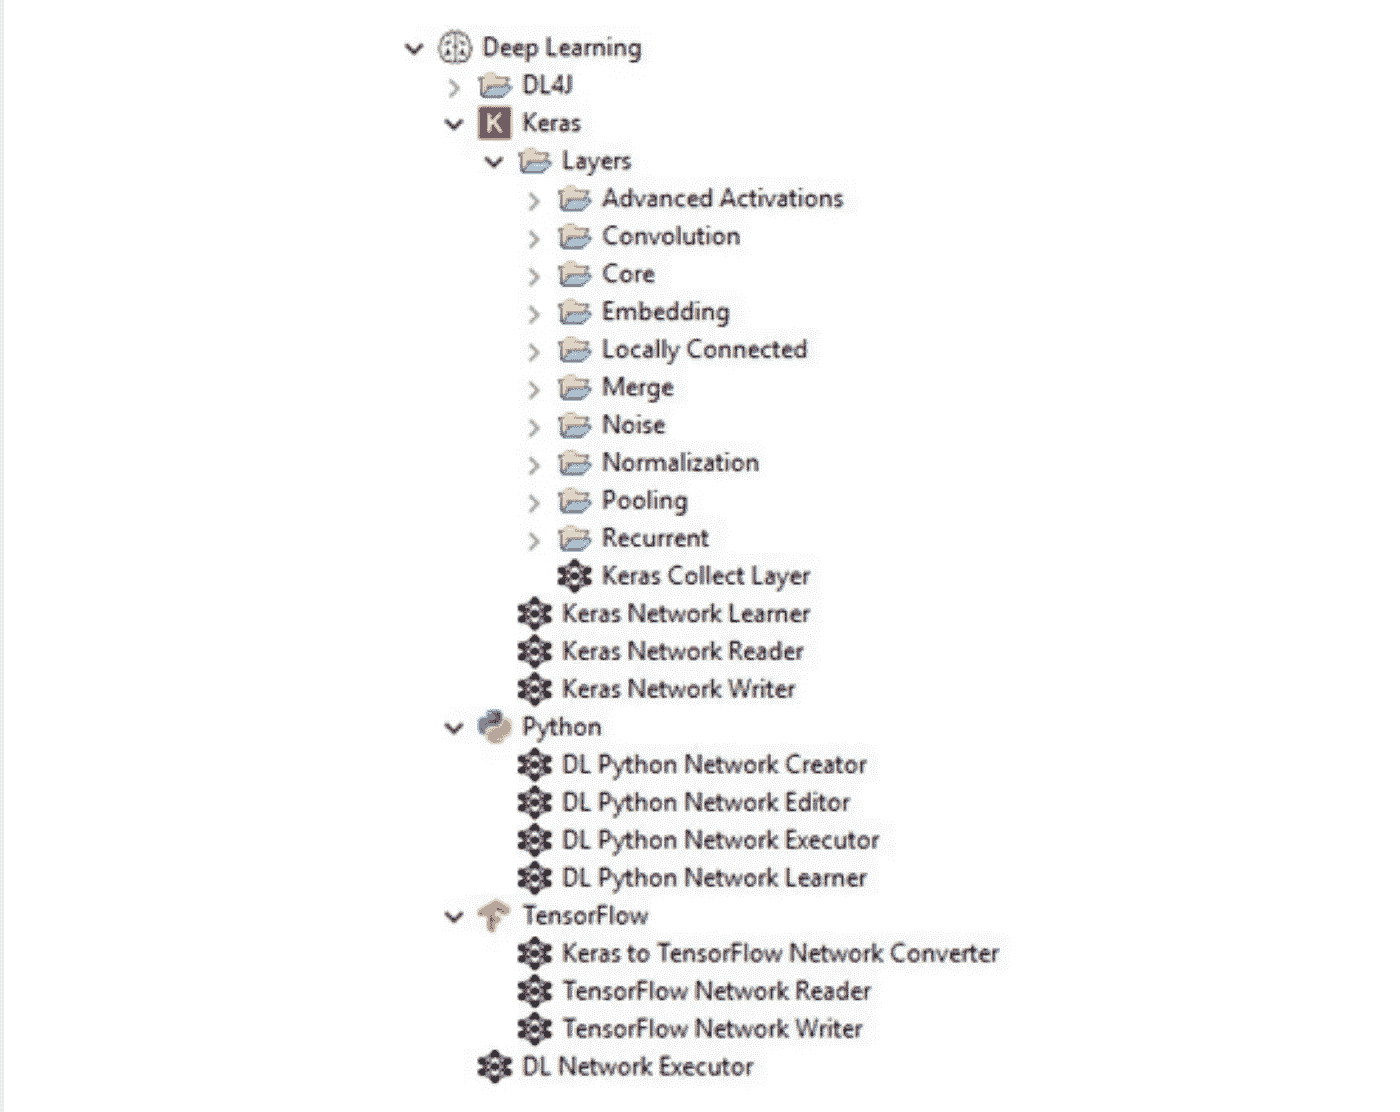 Deep Learning
DL4J
K Keras
Layers
Advanced Activations
Convolution
Core
Embedding
Locally Connected
Merge
Noise
Normalization
Pooling
Recurrent
Keras Collect Layer
Keras Network Learner
Keras Network Reader
Keras Network Writer
Python
DL Python Network Creator
DL Python Network Editor
DL Python Network Executor
DL Python Network Learner
TensorFlow
Keras to TensorFlow Network Converter
TensorFlow Network Reader
TensorFlow Network Writer
DL Network Executor